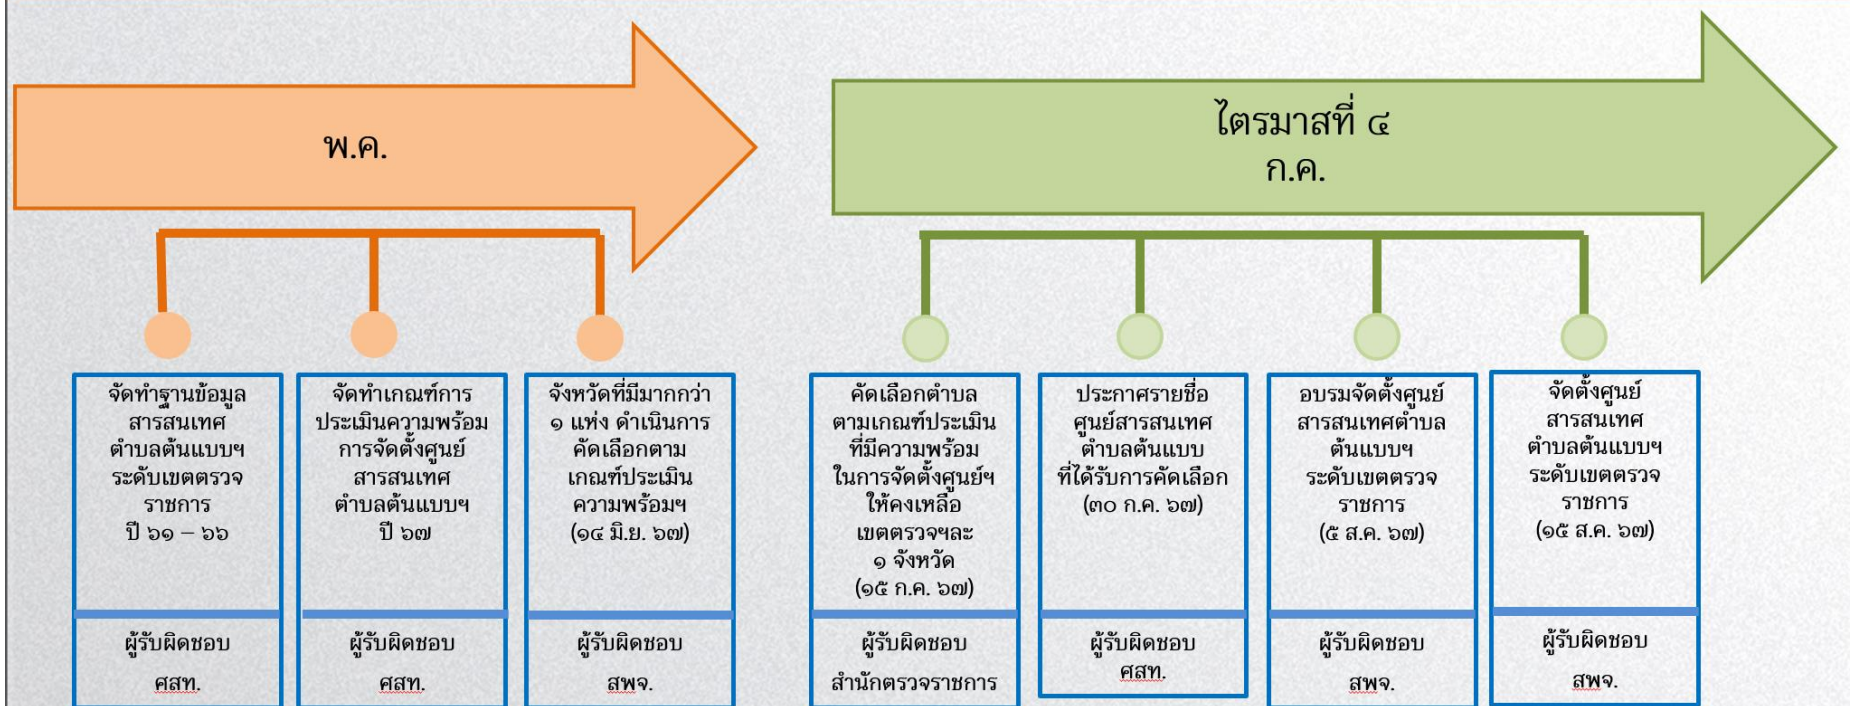 พ.ค.
ไตรมาสที่ ๔
ก.ค.
จัดทำฐานข้อมูล
สารสนเทศ
ตำบลต้นแบบฯ
ระดับเขตตรวจ
ราชการ
ปี ๖๑ – ๖๖
ผู้รับผิดชอบ
ศสท.
จัดทำเกณฑ์การ
ประเมินความพร้อม
การจัดตั้งศูนย์
สารสนเทศ
ตำบลต้นแบบฯ
ปี ๖๗
ผู้รับผิดชอบ
ศสท.
จังหวัดที่มีมากกว่า
๑ แห่ง ดำเนินการ
คัดเลือกตาม
เกณฑ์ประเมิน
ความพร้อมฯ
(๑๔ มิ.ย. ๖๗)
ผู้รับผิดชอบ
สพจ.
คัดเลือกตำบล
ตามเกณฑ์ประเมิน
ที่มีความพร้อม
ในการจัดตั้งศูนย์ฯ
ให้คงเหลือ
เขตตรวจฯละ
๑ จังหวัด
(๑๕ ก.ค. ๖๗)
ผู้รับผิดชอบ
สำนักตรวจราชการ
ประกาศรายชื่อ
ศูนย์สารสนเทศ
ตำบลต้นแบบ
ที่ได้รับการคัดเลือก
(๓๐ ก.ค. ๖๗)
ผู้รับผิดชอบ
ศสท.
อบรมจัดตั้งศูนย์
สารสนเทศตำบล
ต้นแบบฯ
ระดับเขตตรวจ
ราชการ
(๕ ส.ค. ๖๗)
ผู้รับผิดชอบ
สพจ.
จัดตั้งศูนย์
สารสนเทศ
ตำบลต้นแบบฯ
ระดับเขตตรวจ
ราชการ
(๑๕ ส.ค. ๖๗)
ผู้รับผิดชอบ
สพจ.